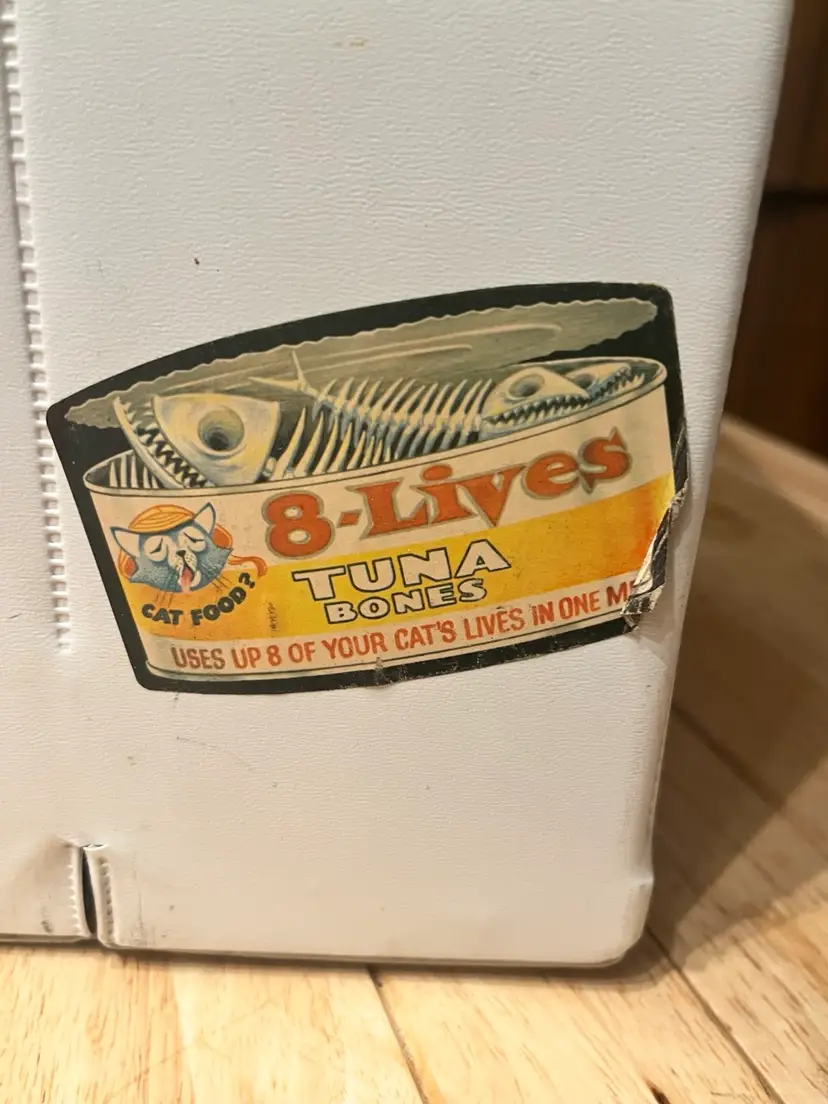 8-Lives
TUNA
BONES
CAT FOOD?
USES UP 8 OF YOUR CAT'S LIVES IN ONE